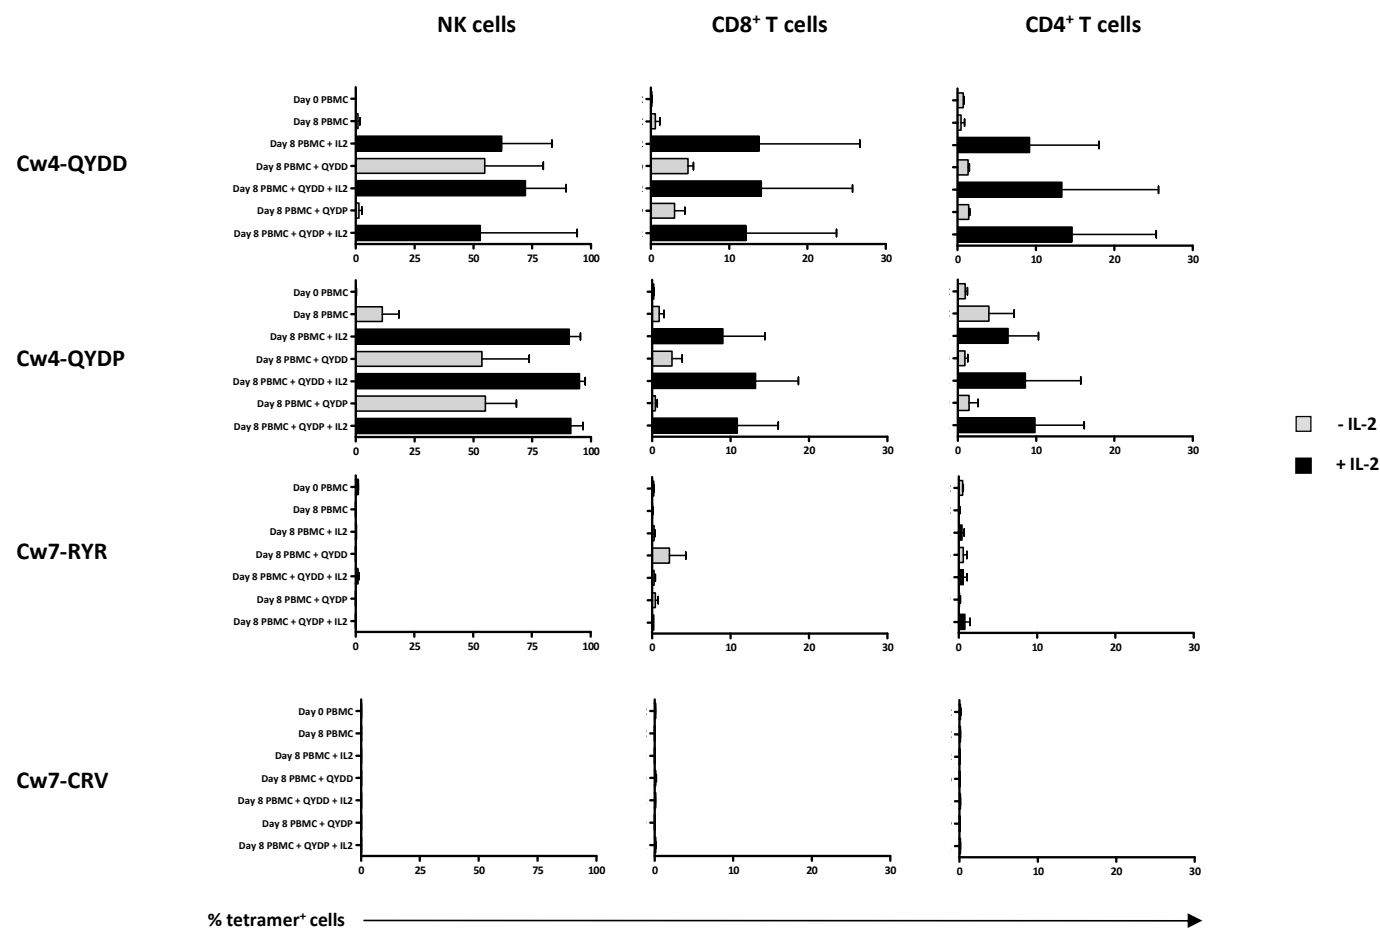 NK cells CD8⁺ T cells CD4⁺ T cells
Cw4-QYDD
Day 0 PBMC
Day 8 PBMC
Day 8 PBMC + IL2
Day 8 PBMC + QYDD
Day 8 PBMC + QYDD + IL2
Day 8 PBMC + QYDP
Day 8 PBMC + QYDP + IL2
0 25 50 75 100 0 10 20 30 0 10 20 30
Cw4-QYDP
Day 0 PBMC
Day 8 PBMC
Day 8 PBMC + IL2
Day 8 PBMC + QYDD
Day 8 PBMC + QYDD + IL2
Day 8 PBMC + QYDP
Day 8 PBMC + QYDP + IL2
0 25 50 75 100 0 10 20 30 0 10 20 30
- IL-2
+ IL-2
Cw7-RYR
Day 0 PBMC
Day 8 PBMC
Day 8 PBMC + IL2
Day 8 PBMC + QYDD
Day 8 PBMC + QYDD + IL2
Day 8 PBMC + QYDP
Day 8 PBMC + QYDP + IL2
0 25 50 75 100 0 10 20 30 0 10 20 30
Cw7-CRV
Day 0 PBMC
Day 8 PBMC
Day 8 PBMC + IL2
Day 8 PBMC + QYDD
Day 8 PBMC + QYDD + IL2
Day 8 PBMC + QYDP
Day 8 PBMC + QYDP + IL2
0 25 50 75 100 0 10 20 30 0 10 20 30
% tetramer⁺ cells